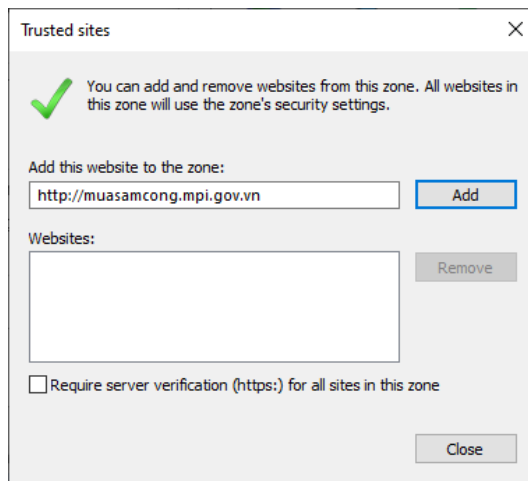 Trusted sites
You can add and remove websites from this zone. All websites in
this zone will use the zone's security settings.
Add this website to the zone:
http://muasamcong.mpi.gov.vn
Add
Websites:
Remove
Require server verification (https:) for all sites in this zone
Close